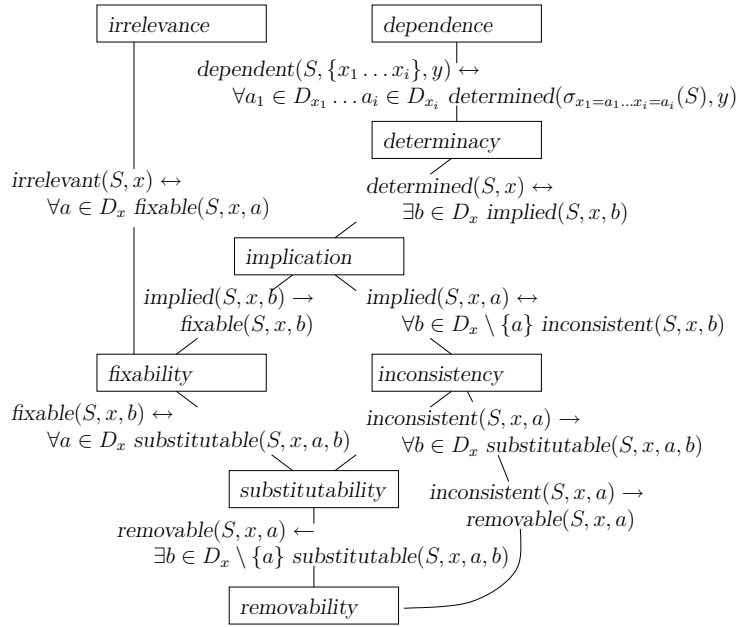 irrelevance
dependence
dependent(S, {x₁ … xᵢ}, y) ↔
∀a₁ ∈ Dₓ₁ … aᵢ ∈ Dₓᵢ determined(σₓ₁₌ₐ₁…ₓᵢ₌ₐᵢ(S), y)
determinacy
irrelevant(S, x) ↔
∀a ∈ Dₓ fixable(S, x, a)
determined(S, x) ↔
∃b ∈ Dₓ implied(S, x, b)
implication
implied(S, x, b) →
fixable(S, x, b)
implied(S, x, a) ↔
∀b ∈ Dₓ \ {a} inconsistent(S, x, b)
fixability
inconsistency
fixable(S, x, b) ↔
∀a ∈ Dₓ substitutable(S, x, a, b)
inconsistent(S, x, a) →
∀b ∈ Dₓ substitutable(S, x, a, b)
substitutability
inconsistent(S, x, a) →
removable(S, x, a)
removable(S, x, a) ←
∃b ∈ Dₓ \ {a} substitutable(S, x, a, b)
removability